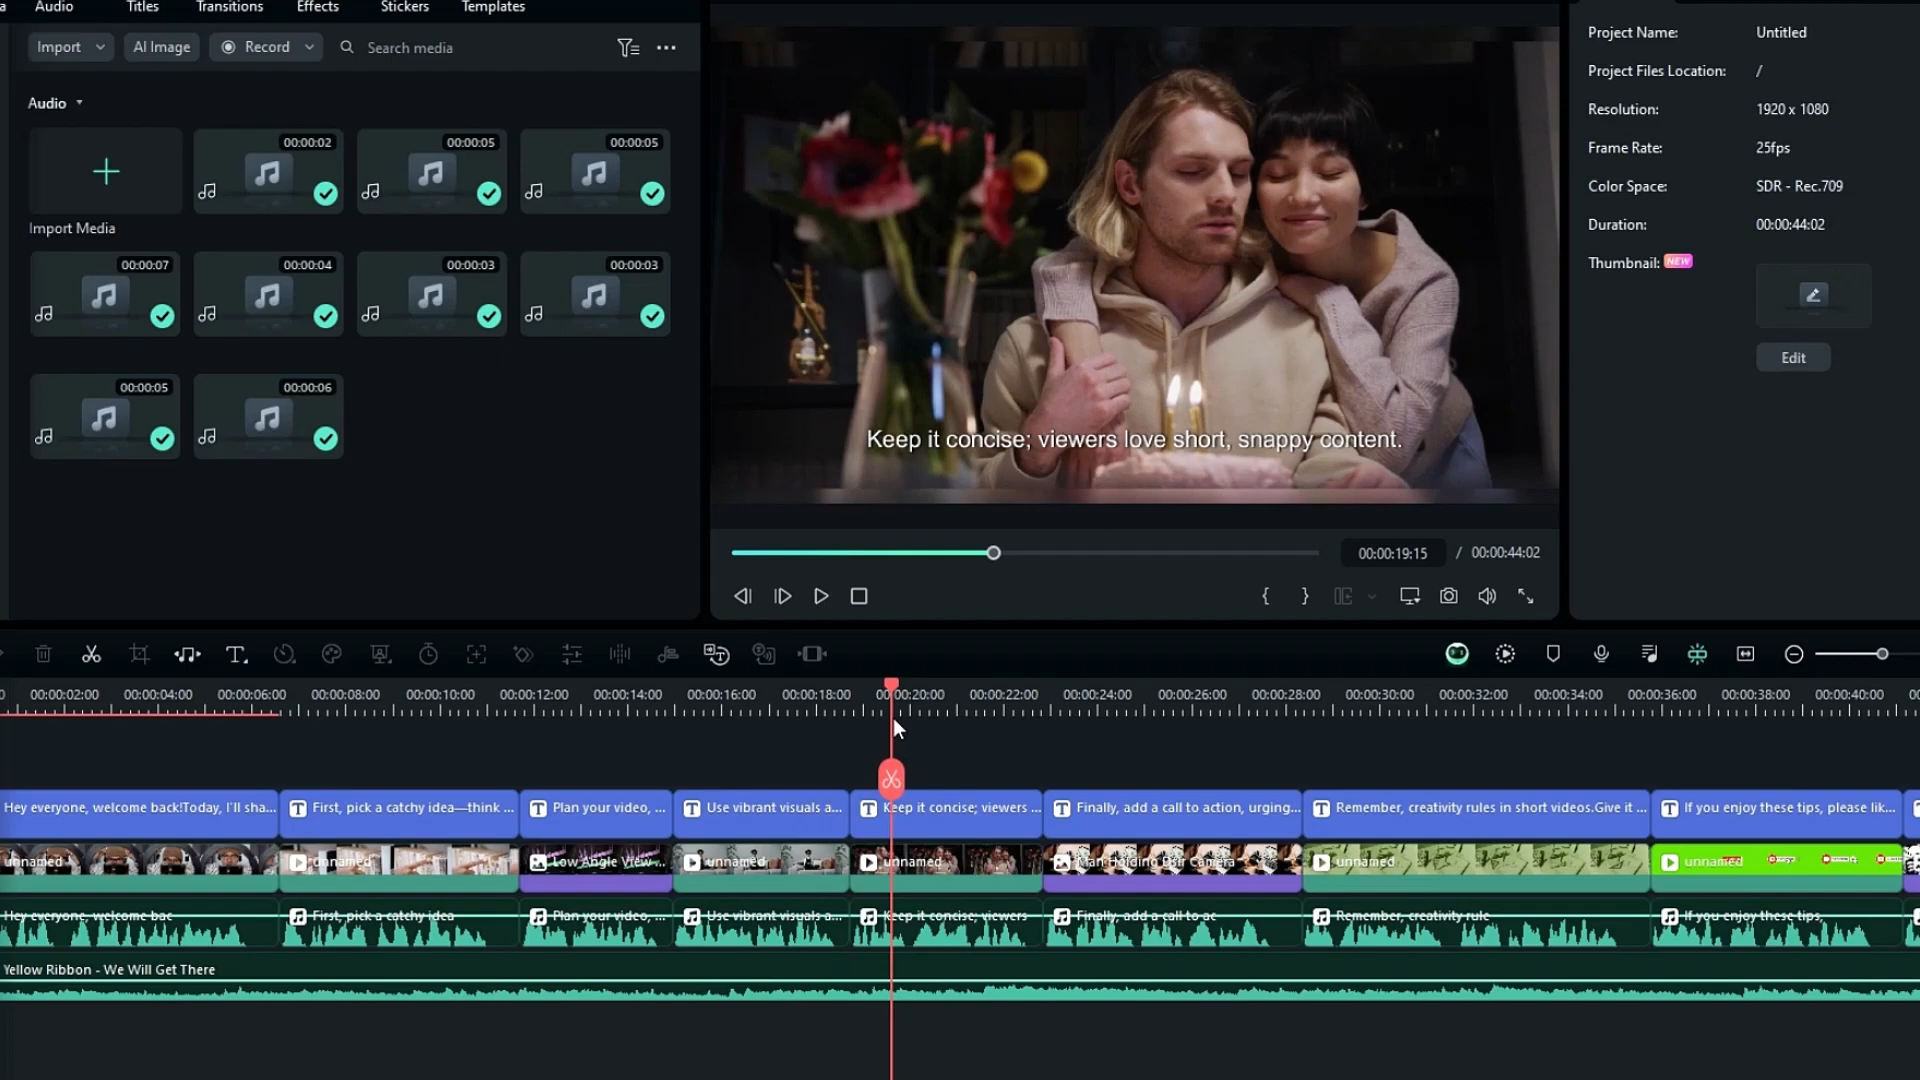 Audio
Titles
Transitions
Effects
Stickers
Templates
Import
AI Image
Record
Search media
Audio
00:00:02
00:00:05
00:00:05
Import Media
00:00:07
00:00:04
00:00:03
00:00:03
00:00:05
00:00:06
Keep it concise; viewers love short, snappy content.
00:00:19:15 / 00:00:44:02
Project Name: Untitled
Project Files Location: /
Resolution: 1920 x 1080
Frame Rate: 25fps
Color Space: SDR - Rec.709
Duration: 00:00:44:02
Thumbnail: NEW
Edit
00:00:02:00 00:00:04:00 00:00:06:00 00:00:08:00 00:00:10:00 00:00:12:00 00:00:14:00 00:00:16:00 00:00:18:00 00:00:20:00 00:00:22:00 00:00:24:00 00:00:26:00 00:00:28:00 00:00:30:00 00:00:32:00 00:00:34:00 00:00:36:00 00:00:38:00 00:00:40:00
Hey everyone, welcome back!Today, I'll sha...
First, pick a catchy idea—think ...
Plan your video, ...
Use vibrant visuals a...
Keep it concise; viewers ...
Finally, add a call to action, urging...
Remember, creativity rules in short videos.Give it ...
If you enjoy these tips, please lik...
unnamed
unnamed
Low Angle View ...
unnamed
unnamed
Man Holding Dslr Camera
unnamed
unnamed
Hey everyone, welcome bac
First, pick a catchy idea
Plan your video, ...
Use vibrant visuals a...
Keep it concise; viewers
Finally, add a call to ac
Remember, creativity rule
If you enjoy these tips,
Yellow Ribbon - We Will Get There